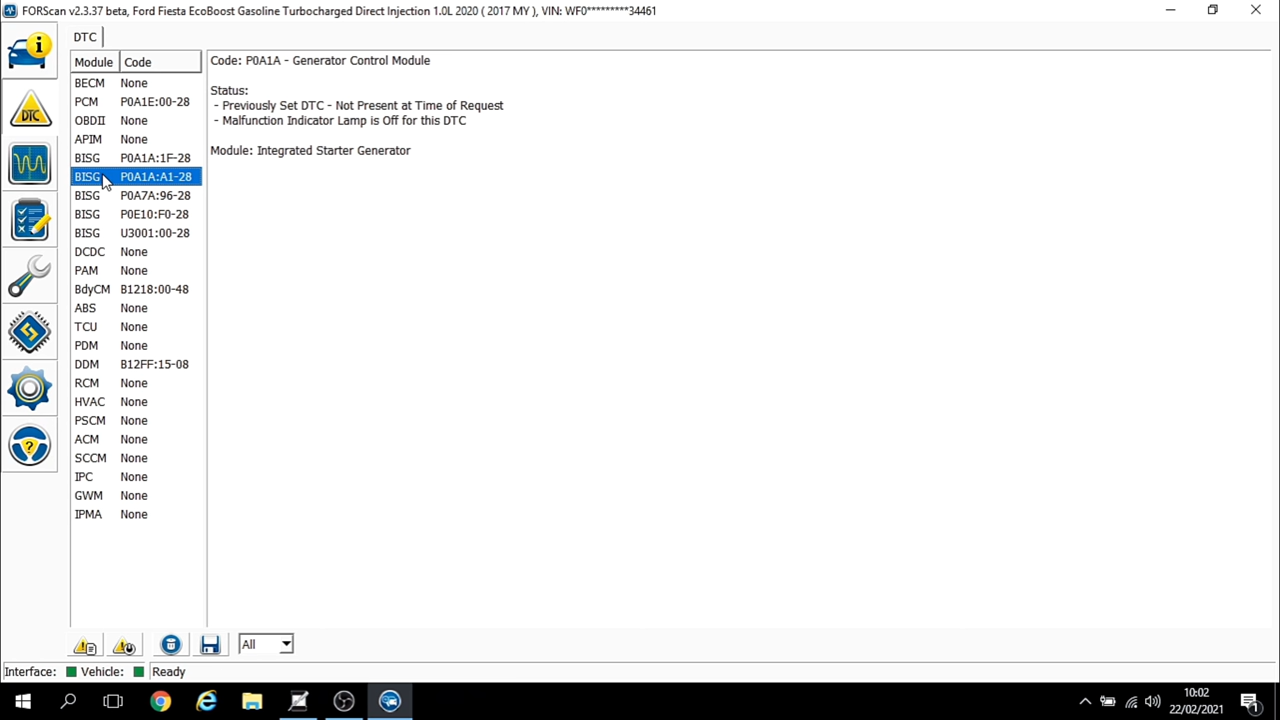 FORScan v2.3.37 beta, Ford Fiesta EcoBoost Gasoline Turbocharged Direct Injection 1.0L 2020 ( 2017 MY ), VIN: WF0*********34461
DTC
Module Code
BECM None
PCM P0A1E:00-28
OBDII None
APIM None
BISG P0A1A:1F-28
BISG P0A1A:A1-28
BISG P0A7A:96-28
BISG P0E10:F0-28
BISG U3001:00-28
DCDC None
PAM None
BdyCM B1218:00-48
ABS None
TCU None
PDM None
DDM B12FF:15-08
RCM None
HVAC None
PSCM None
ACM None
SCCM None
IPC None
GWM None
IPMA None
Code: P0A1A - Generator Control Module
Status:
- Previously Set DTC - Not Present at Time of Request
- Malfunction Indicator Lamp is Off for this DTC
Module: Integrated Starter Generator
DTC
All
Interface: Vehicle: Ready
10:02
22/02/2021
1